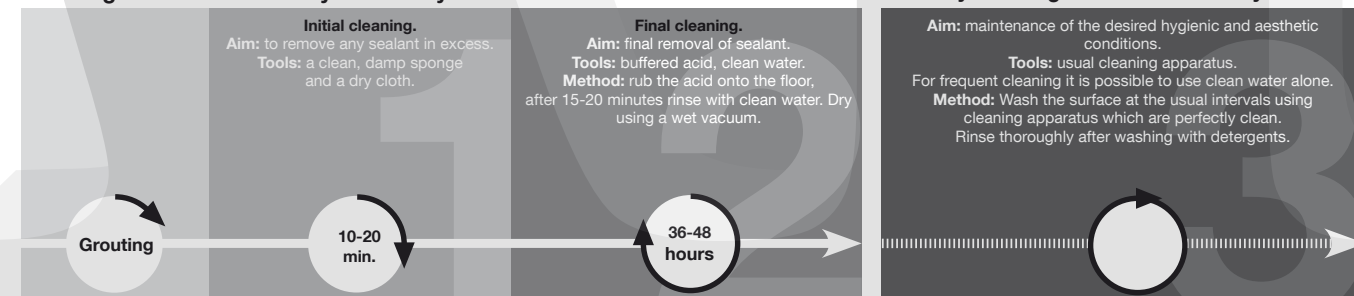 Initial cleaning.
Aim: to remove any sealant in excess.
Tools: a clean, damp sponge
and a dry cloth.
Final cleaning.
Aim: final removal of sealant.
Tools: buffered acid, clean water.
Method: rub the acid onto the floor,
after 15-20 minutes rinse with clean water. Dry
using a wet vacuum.
Aim: maintenance of the desired hygienic and aesthetic
conditions.
Tools: usual cleaning apparatus.
For frequent cleaning it is possible to use clean water alone.
Method: Wash the surface at the usual intervals using
cleaning apparatus which are perfectly clean.
Rinse thoroughly after washing with detergents.
1
2
3
Grouting
10-20
min.
36-48
hours